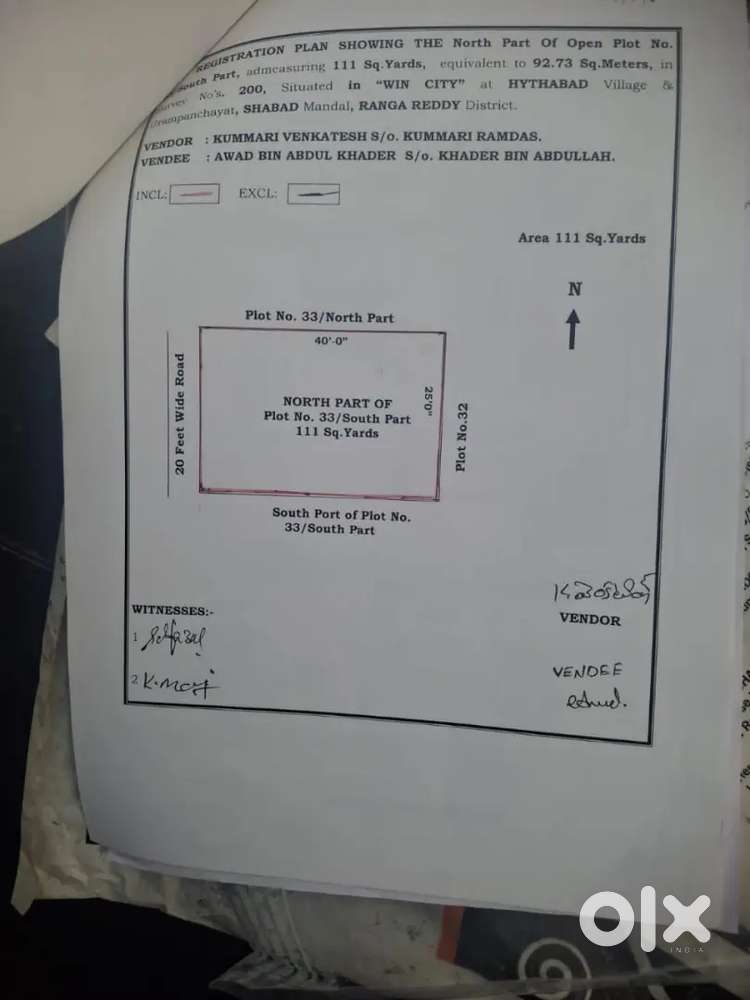 REGISTRATION PLAN SHOWING THE North Part Of Open Plot No.
South Part, admeasuring 111 Sq.Yards, equivalent to 92.73 Sq.Meters, in
No's. 200, Situated in "WIN CITY" at HYTHABAD Village &
Grampanchayat, SHABAD Mandal, RANGA REDDY District.
VENDOR : KUMMARI VENKATESH S/o. KUMMARI RAMDAS.
VENDEE : AWAD BIN ABDUL KHADER S/o. KHADER BIN ABDULLAH.
INCL: EXCL:
Area 111 Sq.Yards
N
Plot No. 33/North Part
40'-0"
20 Feet Wide Road
NORTH PART OF
Plot No. 33/South Part
111 Sq.Yards
25'0"
Plot No.32
South Port of Plot No.
33/South Part
WITNESSES:-
1
2 K.
VENDOR
VENDEE
olx
INDIA